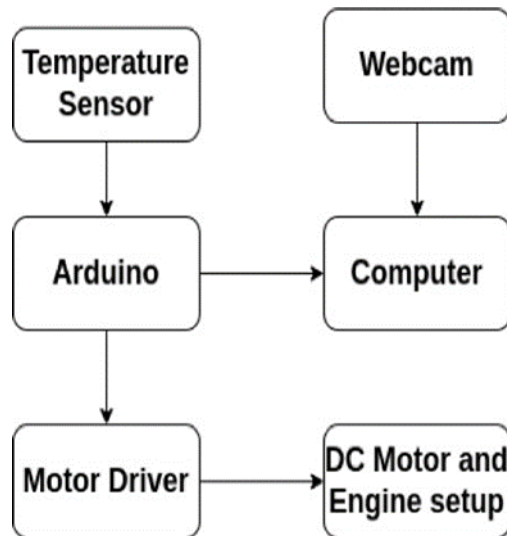 Temperature
Sensor
Webcam
Arduino
Computer
Motor Driver
DC Motor and
Engine setup